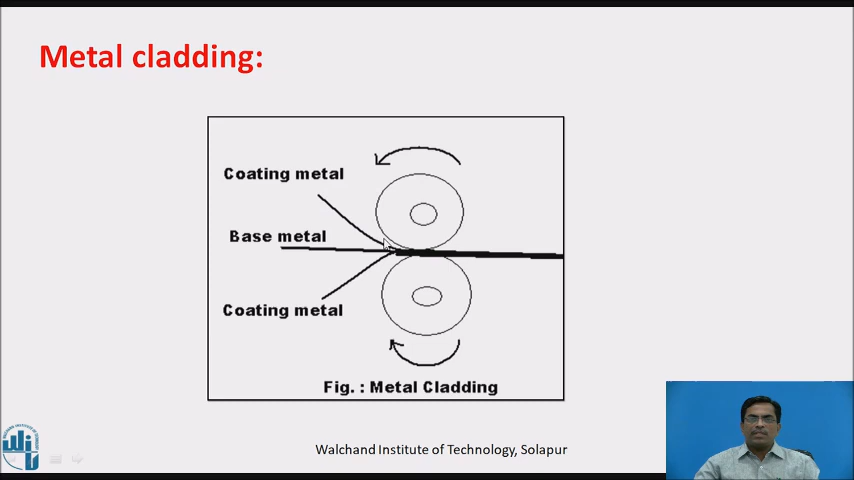 Metal cladding:
Coating metal
Base metal
Coating metal
Fig. : Metal Cladding
Walchand Institute of Technology, Solapur